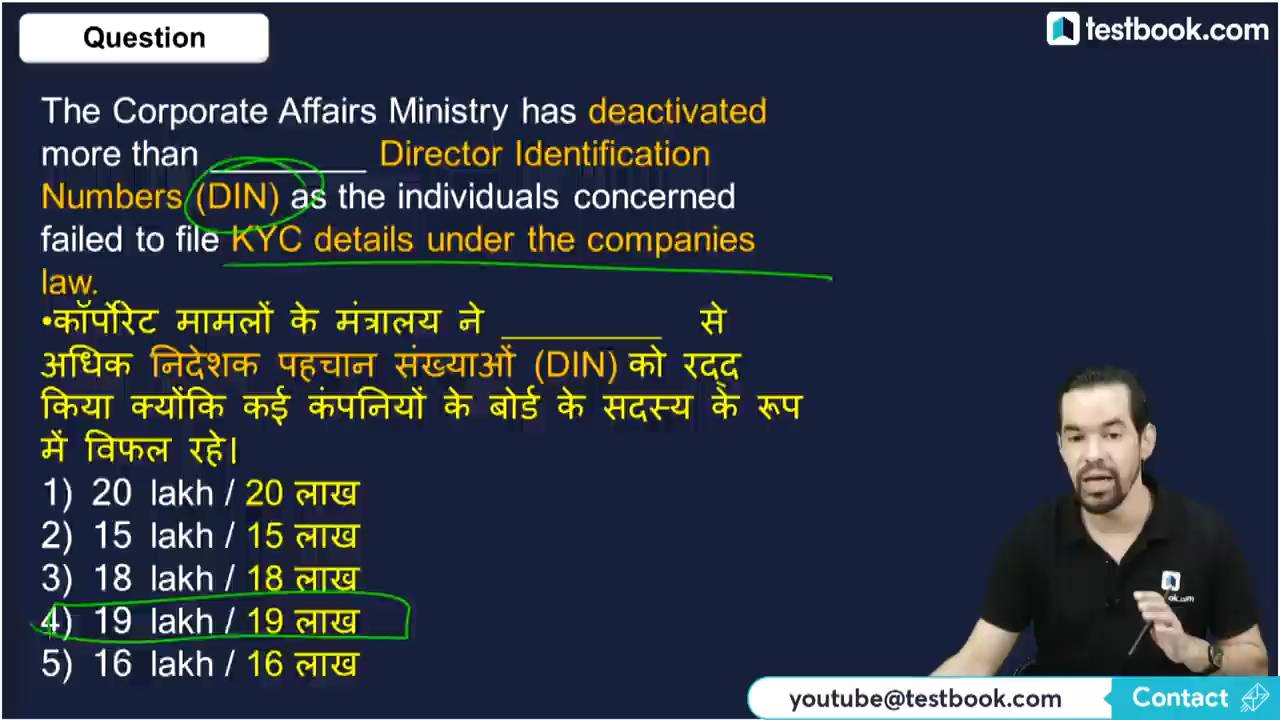 Question
testbook.com
The Corporate Affairs Ministry has deactivated
more than ________ Director Identification
Numbers (DIN) as the individuals concerned
failed to file KYC details under the companies
law.
•कॉर्पोरेट मामलों के मंत्रालय ने ________ से
अधिक निदेशक पहचान संख्याओं (DIN) को रद्द
किया क्योंकि कई कंपनियों के बोर्ड के सदस्य के रूप
में विफल रहे।
1) 20 lakh / 20 लाख
2) 15 lakh / 15 लाख
3) 18 lakh / 18 लाख
4) 19 lakh / 19 लाख
5) 16 lakh / 16 लाख
youtube@testbook.com
Contact